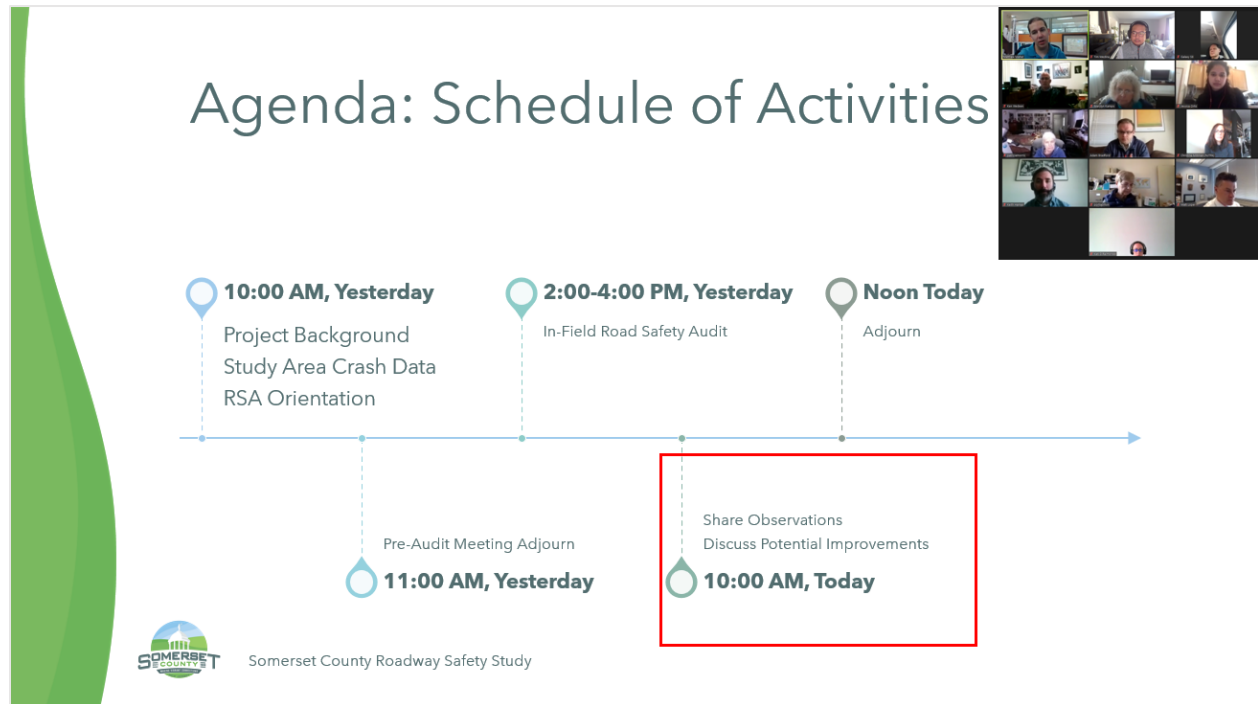 Agenda: Schedule of Activities
10:00 AM, Yesterday
Project Background
Study Area Crash Data
RSA Orientation
2:00-4:00 PM, Yesterday
In-Field Road Safety Audit
Noon Today
Adjourn
Pre-Audit Meeting Adjourn
11:00 AM, Yesterday
Share Observations
Discuss Potential Improvements
10:00 AM, Today
SOMERSET
COUNTY
Somerset County Roadway Safety Study